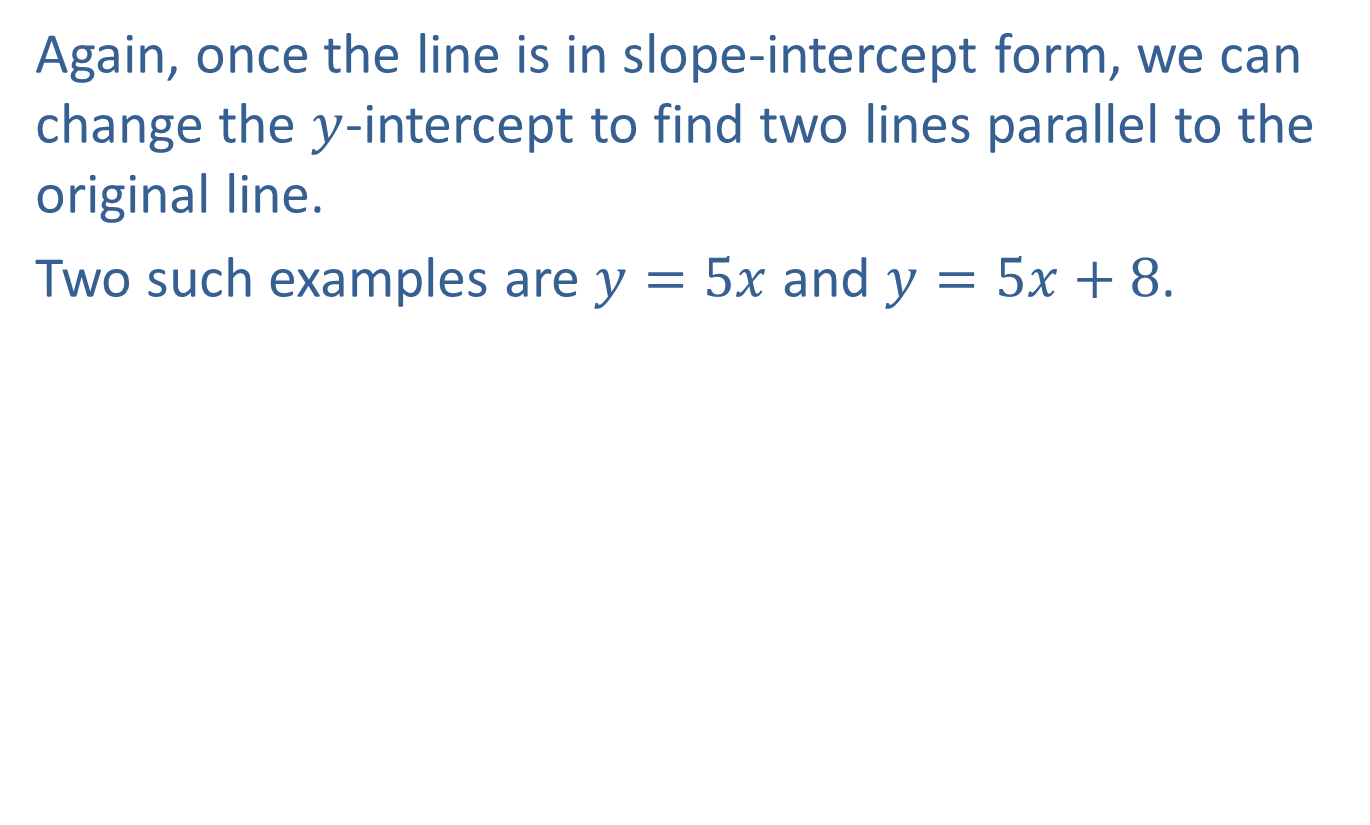 Again, once the line is in slope-intercept form, we can
change the 𝑦-intercept to find two lines parallel to the
original line.
Two such examples are 𝑦 = 5𝑥 and 𝑦 = 5𝑥 + 8.